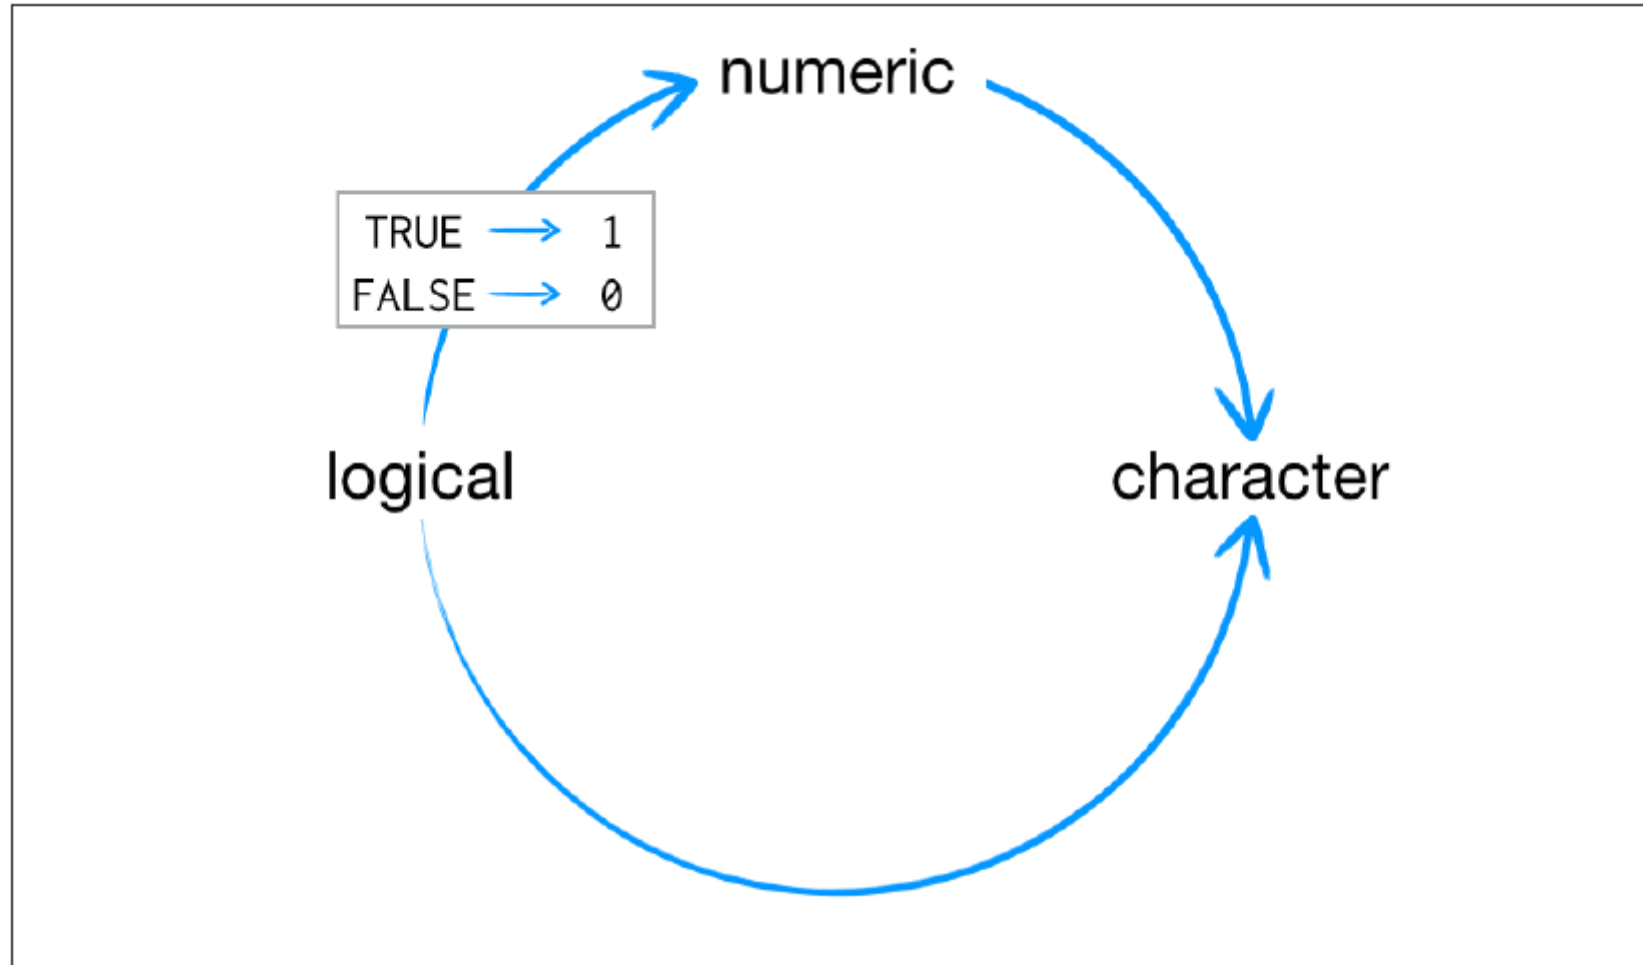 numeric
TRUE → 1
FALSE → 0
logical
character